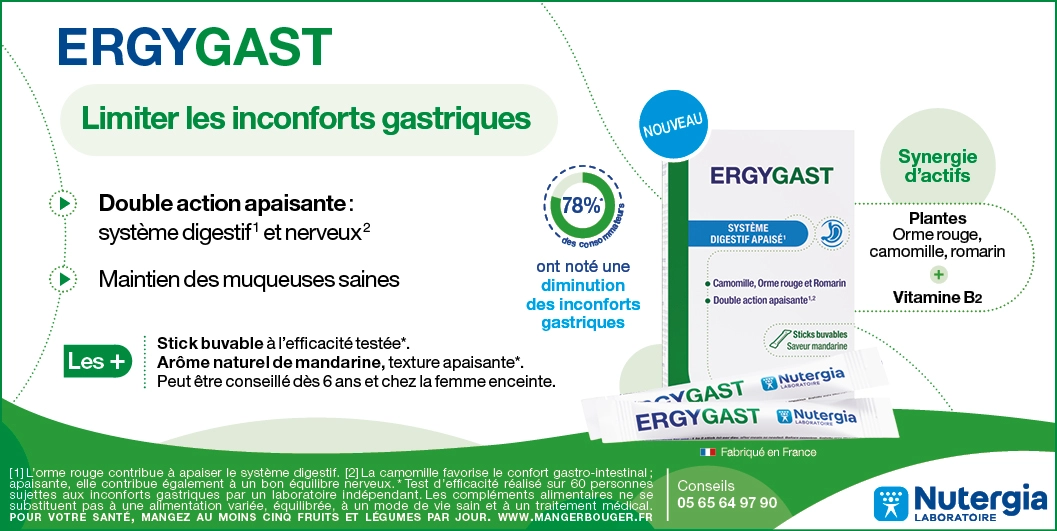 ERGYGAST
Limiter les inconforts gastriques
Double action apaisante :
système digestif¹ et nerveux²
Maintien des muqueuses saines
Les +
Stick buvable à l'efficacité testée*.
Arôme naturel de mandarine, texture apaisante*.
Peut être conseillé dès 6 ans et chez la femme enceinte.
78%*
des consommateurs
ont noté une
diminution
des inconforts
gastriques
NOUVEAU
ERGYGAST
SYSTÈME
DIGESTIF APAISÉ¹
Camomille, Orme rouge et Romarin
Double action apaisante¹,²
Sticks buvables
Saveur mandarine
ERGYGAST
Nutergia
LABORATOIRE
ERGYGAST
Nutergia
LABORATOIRE
Fabriqué en France
Synergie
d'actifs
Plantes
Orme rouge,
camomille, romarin
+
Vitamine B2
[1] L'orme rouge contribue à apaiser le système digestif. [2] La camomille favorise le confort gastro-intestinal ;
apaisante, elle contribue également à un bon équilibre nerveux. * Test d'efficacité réalisé sur 60 personnes
sujettes aux inconforts gastriques par un laboratoire indépendant. Les compléments alimentaires ne se
substituent pas à une alimentation variée, équilibrée, à un mode de vie sain et à un traitement médical.
POUR VOTRE SANTÉ, MANGEZ AU MOINS CINQ FRUITS ET LÉGUMES PAR JOUR. WWW.MANGERBOUGER.FR
Conseils
05 65 64 97 90
Nutergia
LABORATOIRE